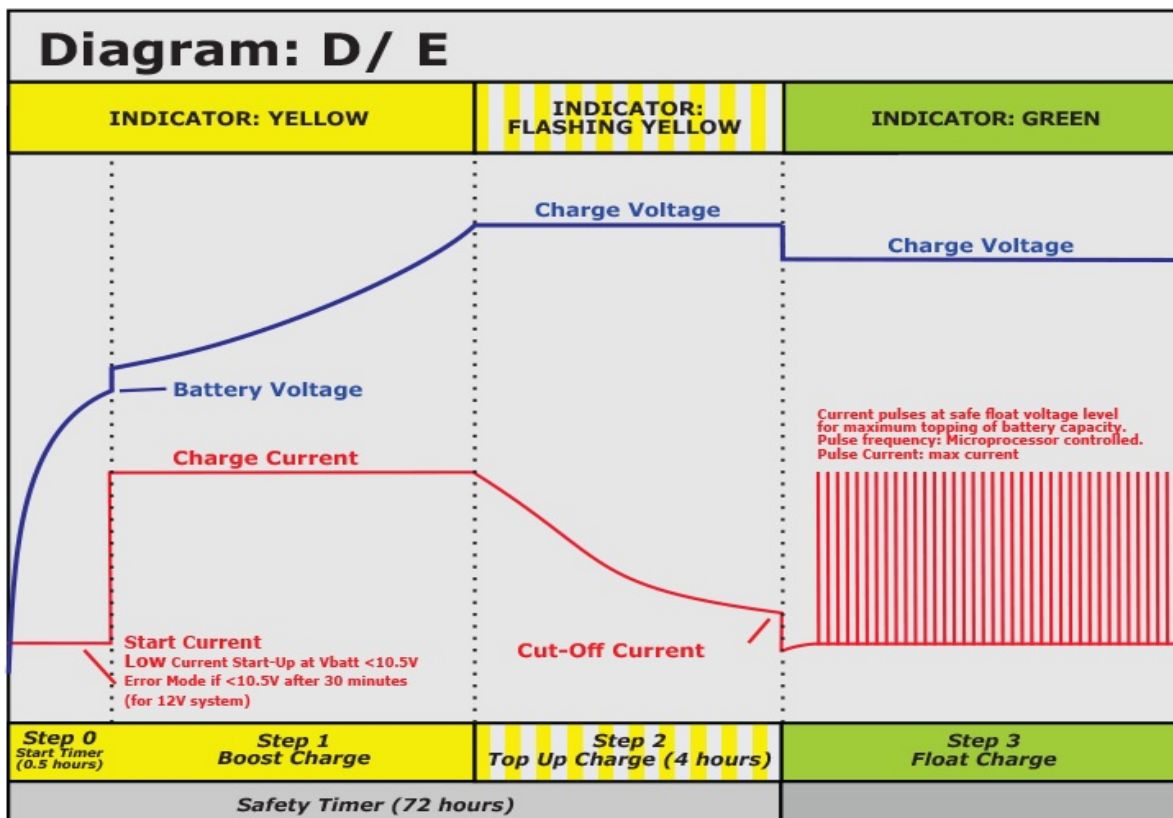 Diagram: D/ E
INDICATOR: YELLOW
INDICATOR:
FLASHING YELLOW
INDICATOR: GREEN
Charge Voltage
Charge Voltage
Battery Voltage
Charge Current
Current pulses at safe float voltage level
for maximum topping of battery capacity.
Pulse frequency: Microprocessor controlled.
Pulse Current: max current
Start Current
Low Current Start-Up at Vbatt <10.5V
Error Mode if <10.5V after 30 minutes
(for 12V system)
Cut-Off Current
Step 0
Start Timer
(0.5 hours)
Step 1
Boost Charge
Step 2
Top Up Charge (4 hours)
Step 3
Float Charge
Safety Timer (72 hours)